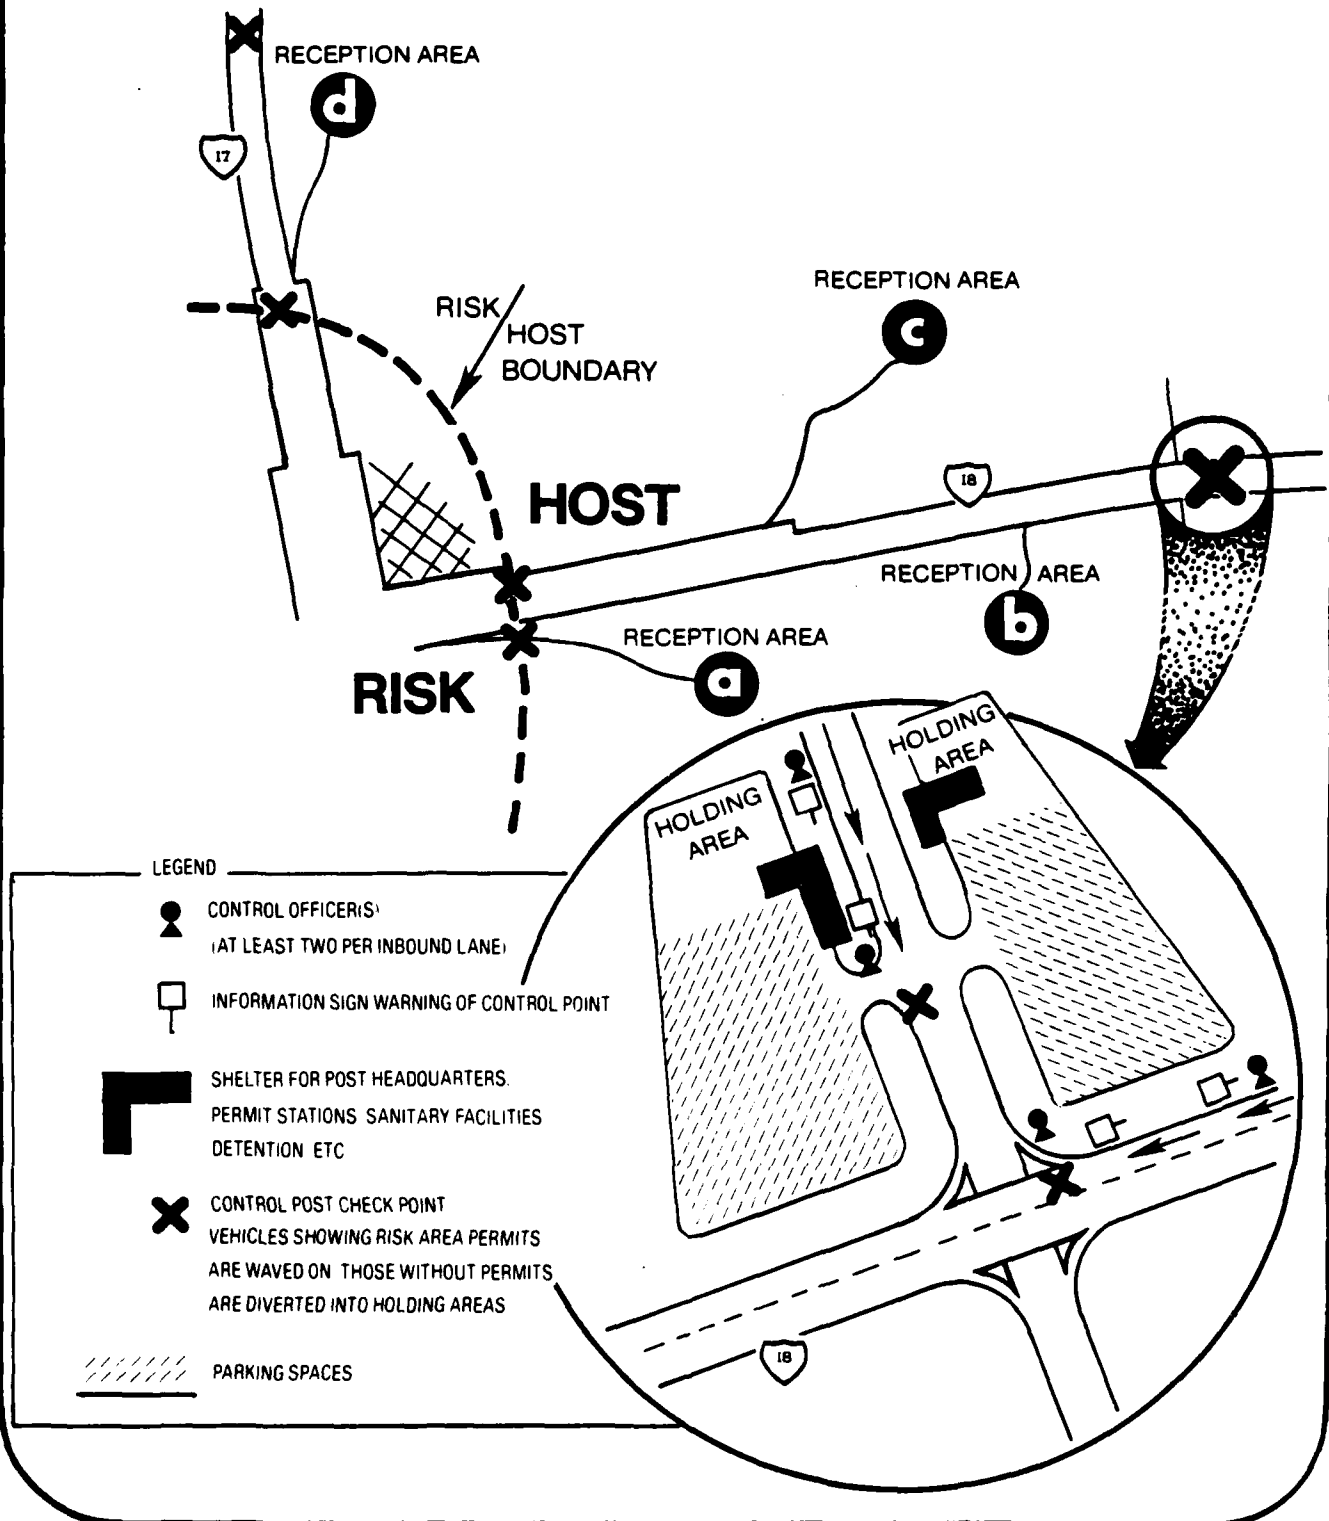 RECEPTION AREA
d
17
RISK
HOST
BOUNDARY
RECEPTION AREA
c
HOST
18
RECEPTION AREA
b
RECEPTION AREA
a
RISK
HOLDING
AREA
HOLDING
AREA
LEGEND
CONTROL OFFICER(S)
(AT LEAST TWO PER INBOUND LANE)
INFORMATION SIGN WARNING OF CONTROL POINT
SHELTER FOR POST HEADQUARTERS.
PERMIT STATIONS SANITARY FACILITIES
DETENTION ETC
CONTROL POST CHECK POINT
VEHICLES SHOWING RISK AREA PERMITS
ARE WAVED ON THOSE WITHOUT PERMITS
ARE DIVERTED INTO HOLDING AREAS
PARKING SPACES
18